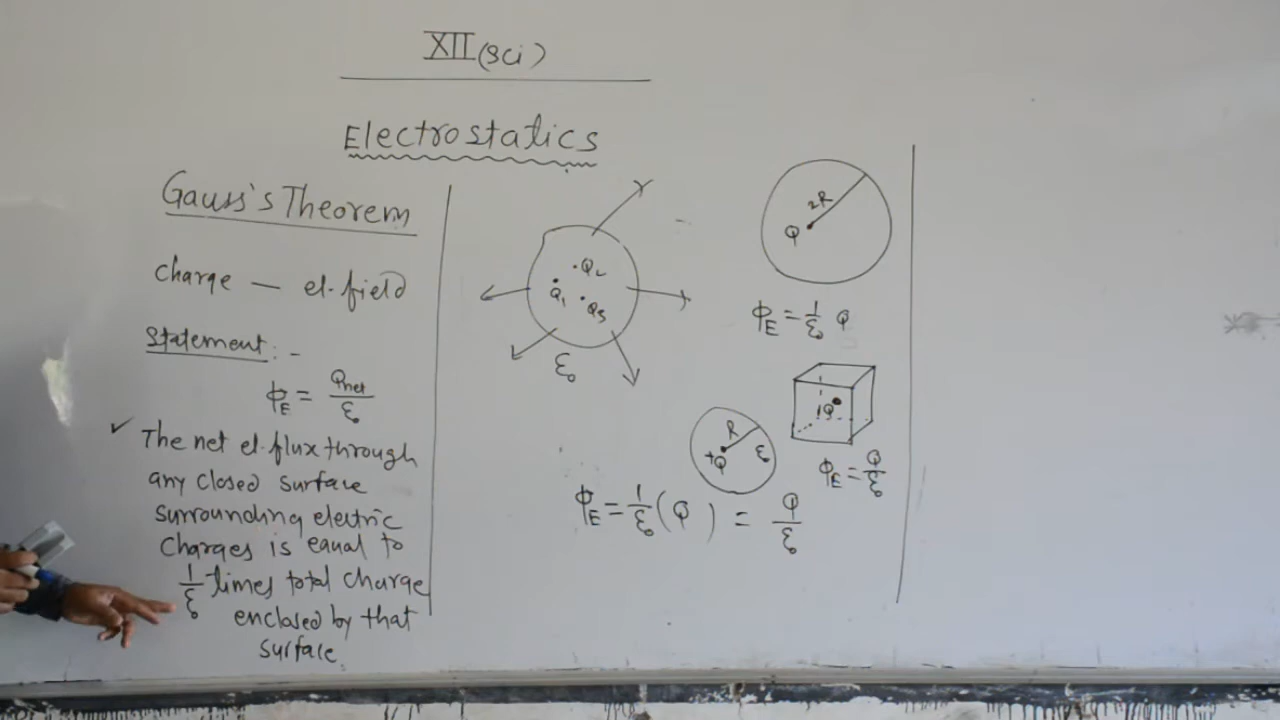 XII (Sci)
Electrostatics
Gauss's Theorem
Charge — el. field
Statement : -
ϕE = Qnet/ε₀
✓ The net el. flux through
any closed surface
surrounding electric
charges is equal to
1/ε₀ times total charge
enclosed by that
surface.
Q₂
Q₁
Q₃
ε₀
2R
Q
ϕE = 1/ε₀ Q
Q
ϕE = Q/ε₀
R
+Q
ε₀
ϕE = 1/ε₀ (Q) = Q/ε₀